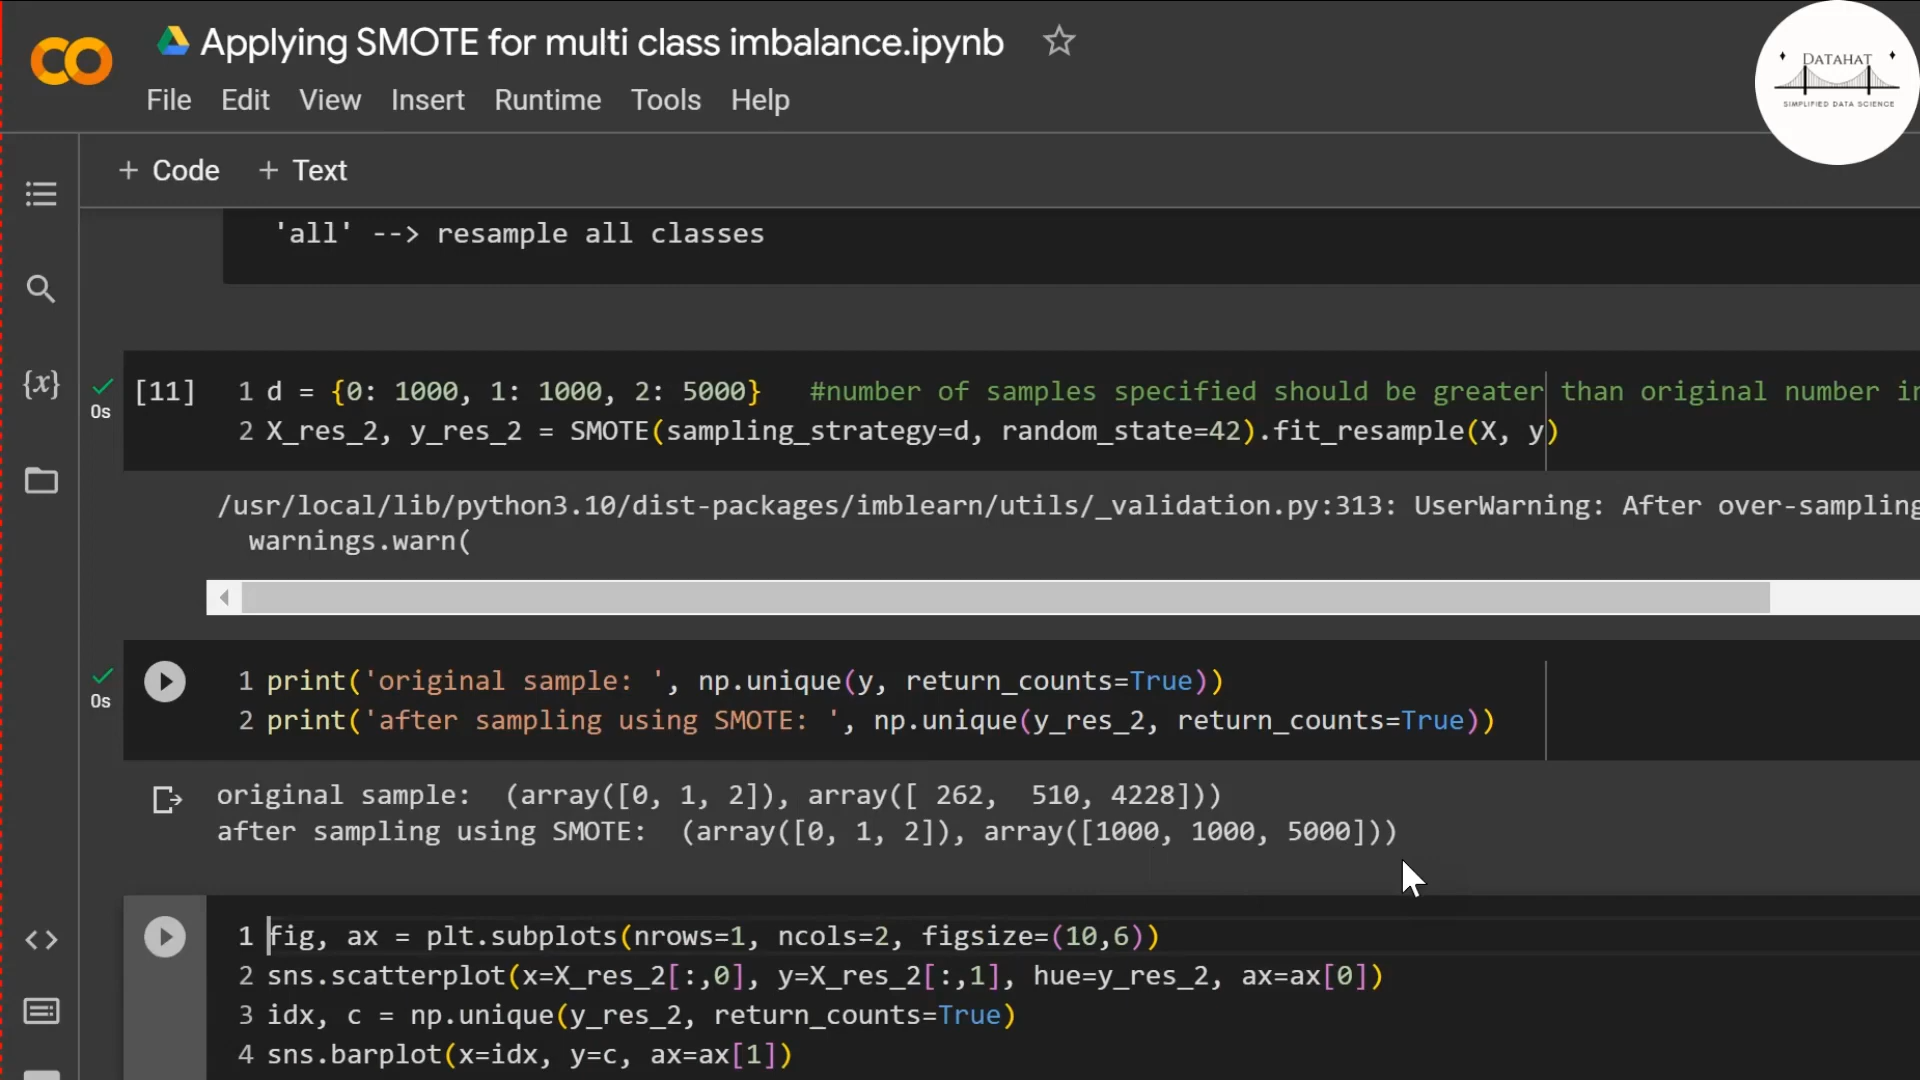 Applying SMOTE for multi class imbalance.ipynb
DATAHAT
SIMPLIFIED DATA SCIENCE
File Edit View Insert Runtime Tools Help
+ Code + Text
'all' --> resample all classes
{x}
0s
[11]
1 d = {0: 1000, 1: 1000, 2: 5000} #number of samples specified should be greater than original number in
2 X_res_2, y_res_2 = SMOTE(sampling_strategy=d, random_state=42).fit_resample(X, y)
/usr/local/lib/python3.10/dist-packages/imblearn/utils/_validation.py:313: UserWarning: After over-sampling
warnings.warn(
0s
1 print('original sample: ', np.unique(y, return_counts=True))
2 print('after sampling using SMOTE: ', np.unique(y_res_2, return_counts=True))
original sample:  (array([0, 1, 2]), array([ 262,  510, 4228]))
after sampling using SMOTE:  (array([0, 1, 2]), array([1000, 1000, 5000]))
1 fig, ax = plt.subplots(nrows=1, ncols=2, figsize=(10,6))
2 sns.scatterplot(x=X_res_2[:,0], y=X_res_2[:,1], hue=y_res_2, ax=ax[0])
3 idx, c = np.unique(y_res_2, return_counts=True)
4 sns.barplot(x=idx, y=c, ax=ax[1])